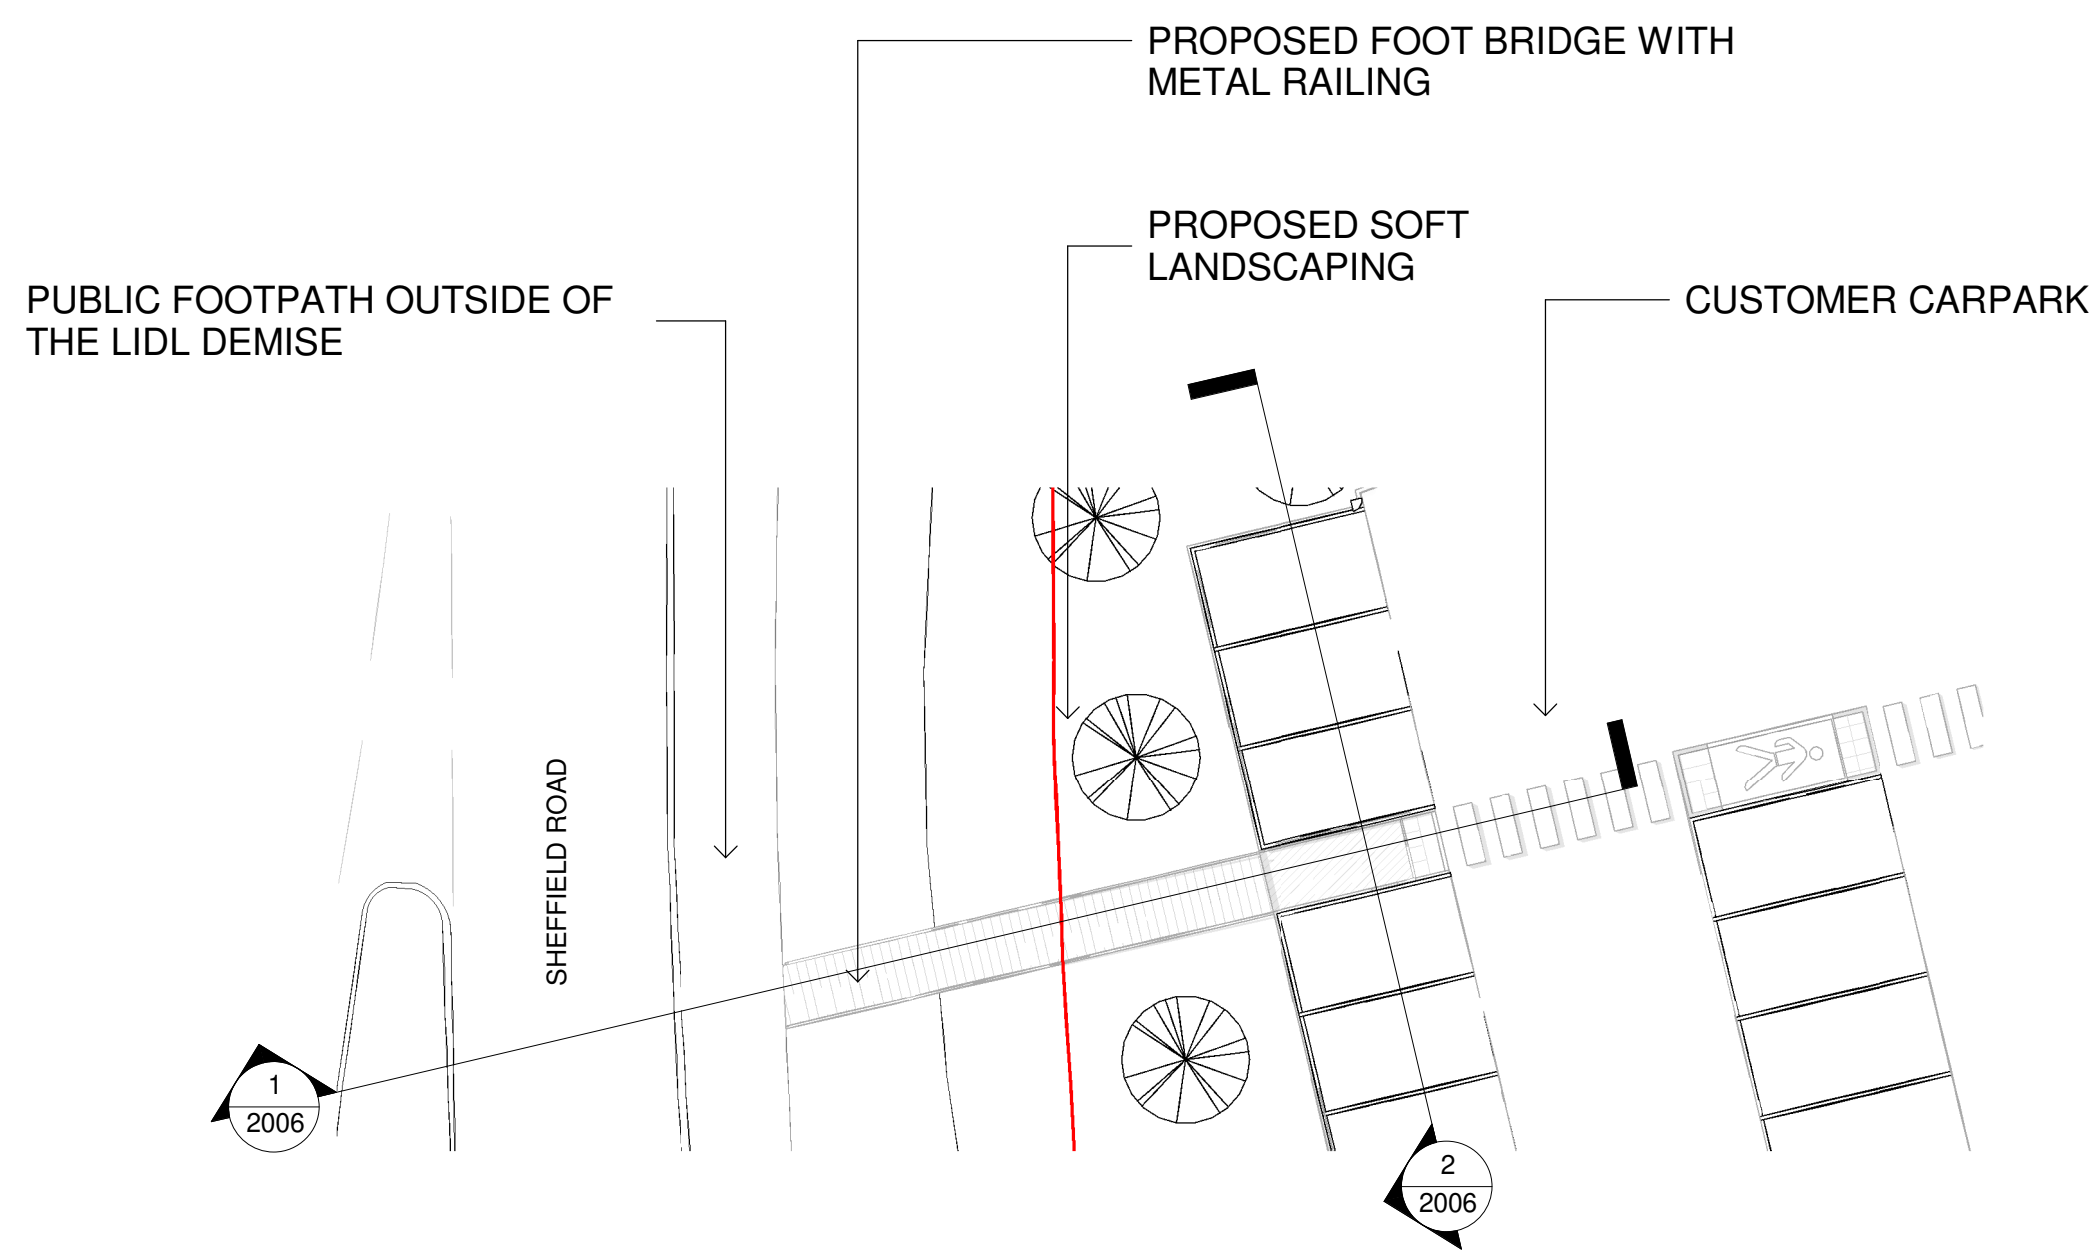 PROPOSED FOOT BRIDGE WITH
METAL RAILING
PROPOSED SOFT
LANDSCAPING
PUBLIC FOOTPATH OUTSIDE OF
THE LIDL DEMISE
CUSTOMER CARPARK
SHEFFIELD ROAD
1
2006
2
2006